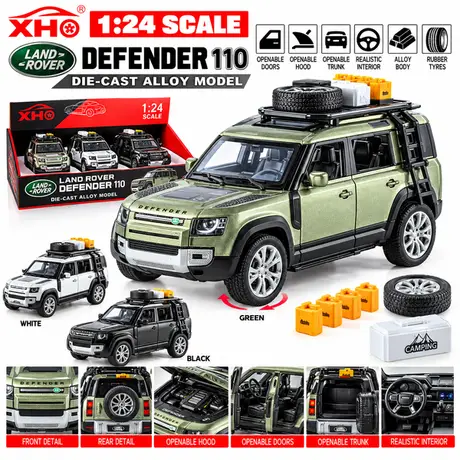 XHO
1:24 SCALE
LAND
ROVER
DEFENDER 110
DIE-CAST ALLOY MODEL
OPENABLE
DOORS
OPENABLE
HOOD
OPENABLE
TRUNK
REALISTIC
INTERIOR
ALLOY
BODY
RUBBER
TYRES
XHO
1:24
SCALE
LAND
ROVER
LAND ROVER
DEFENDER 110
DIE-CAST ALLOY MODEL
DEFENDER
GREEN
WHITE
BLACK
CAMPING
DEFENDER
FRONT DETAIL
REAR DETAIL
OPENABLE HOOD
OPENABLE DOORS
OPENABLE TRUNK
REALISTIC INTERIOR